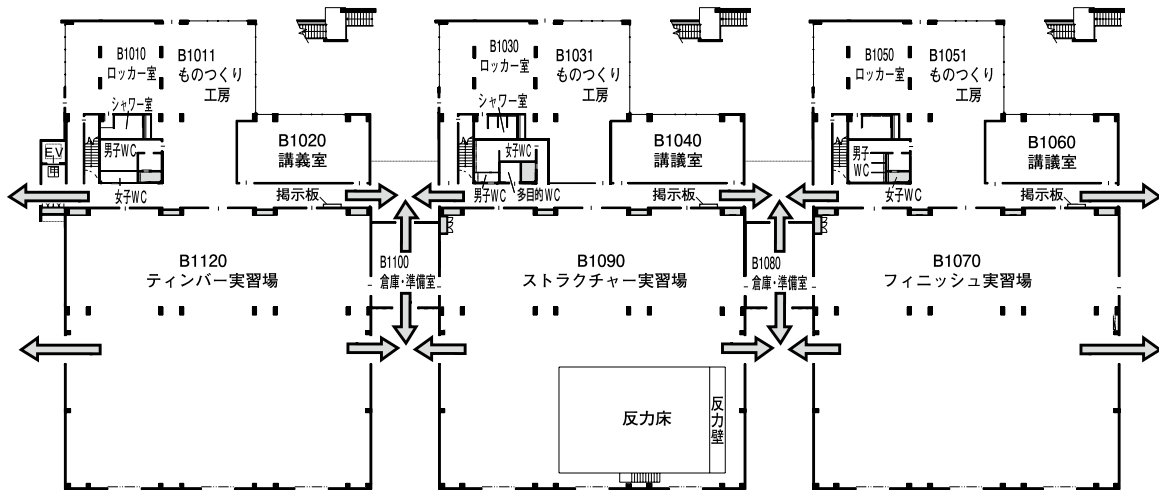 B1010
ロッカー室
B1011
ものつくり
工房
シャワー室
EV
男子WC
女子WC
B1020
講義室
掲示板
B1030
ロッカー室
B1031
ものつくり
工房
シャワー室
女子WC
男子WC
多目的WC
B1040
講議室
掲示板
B1050
ロッカー室
B1051
ものつくり
工房
男子
WC
女子WC
B1060
講議室
掲示板
B1120
ティンバー実習場
B1100
倉庫・準備室
B1090
ストラクチャー実習場
B1080
倉庫・準備室
B1070
フィニッシュ実習場
反力床
反力壁